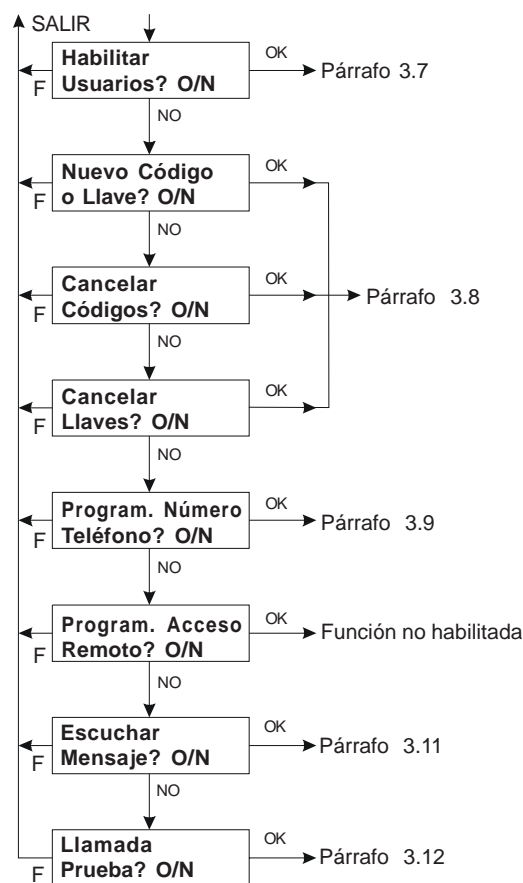 SALIR
Habilitar
Usuarios? O/N
OK
Párrafo 3.7
F
NO
Nuevo Código
o Llave? O/N
OK
F
NO
Cancelar
Códigos? O/N
OK
Párrafo 3.8
F
NO
Cancelar
Llaves? O/N
OK
F
NO
Program. Número
Teléfono? O/N
OK
Párrafo 3.9
F
NO
Program. Acceso
Remoto? O/N
OK
Función no habilitada
F
NO
Escuchar
Mensaje? O/N
OK
Párrafo 3.11
F
NO
Llamada
Prueba? O/N
OK
Párrafo 3.12
F